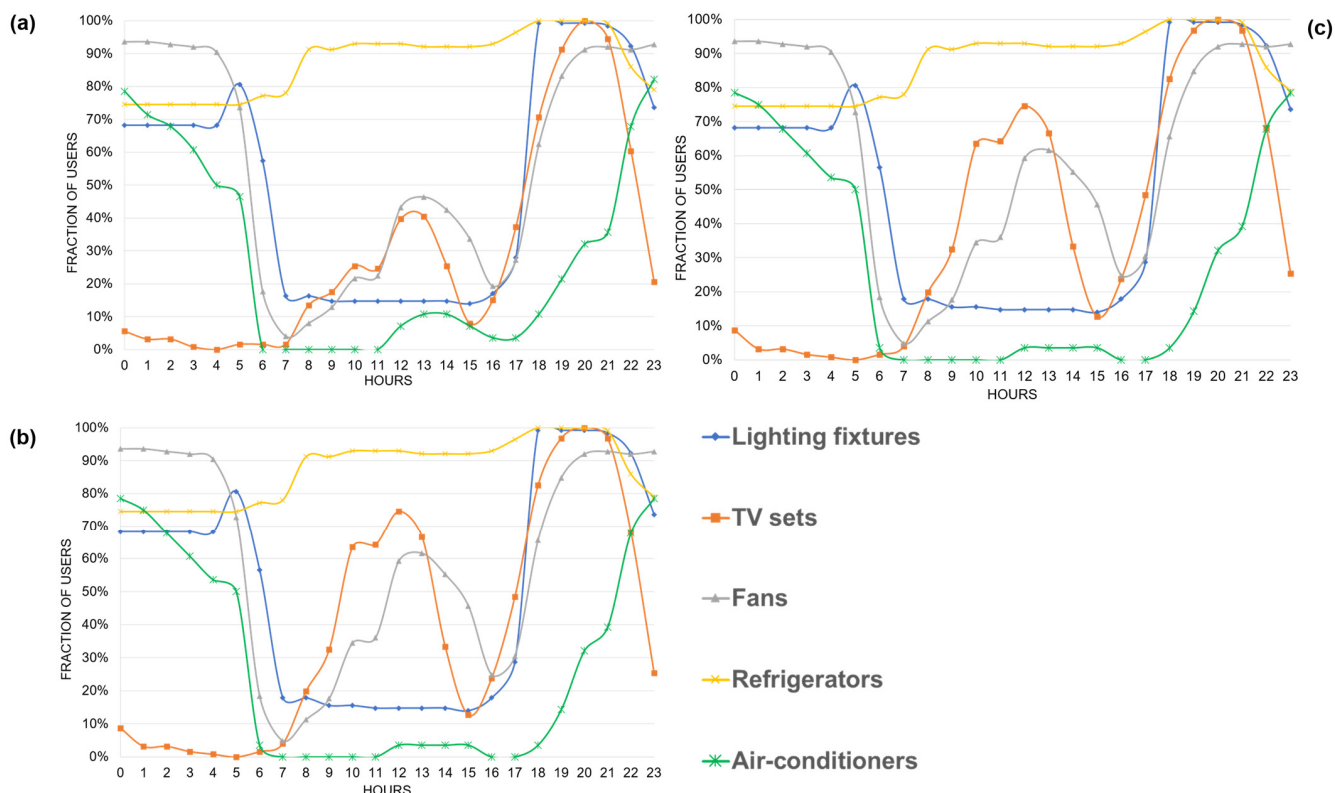 (a)
100%
90%
80%
70%
60%
50%
40%
30%
20%
10%
0%
FRACTION OF USERS
0 1 2 3 4 5 6 7 8 9 10 11 12 13 14 15 16 17 18 19 20 21 22 23
HOURS
(c)
100%
90%
80%
70%
60%
50%
40%
30%
20%
10%
0%
FRACTION OF USERS
0 1 2 3 4 5 6 7 8 9 10 11 12 13 14 15 16 17 18 19 20 21 22 23
HOURS
(b)
100%
90%
80%
70%
60%
50%
40%
30%
20%
10%
0%
FRACTION OF USERS
0 1 2 3 4 5 6 7 8 9 10 11 12 13 14 15 16 17 18 19 20 21 22 23
HOURS
Lighting fixtures
TV sets
Fans
Refrigerators
Air-conditioners